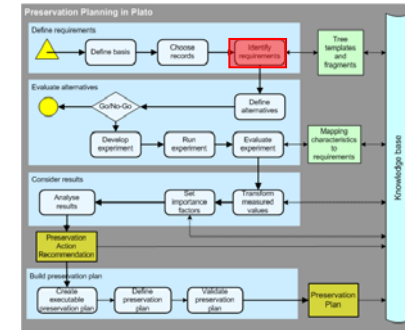 Preservation Planning in Plato
Define requirements
Define basis
Choose
records
Identify
requirements
Tree
templates
and
fragments
Evaluate alternatives
Go/No-Go
Define
alternatives
Develop
experiment
Run
experiment
Evaluate
experiment
Mapping
characteristics
to
requirements
Knowledge base
Consider results
Analyse
results
Set
importance
factors
Transform
measured
values
Preservation
Action
Recommendation
Build preservation plan
Create
executable
preservation plan
Define
preservation
plan
Validate
preservation
plan
Preservation
Plan